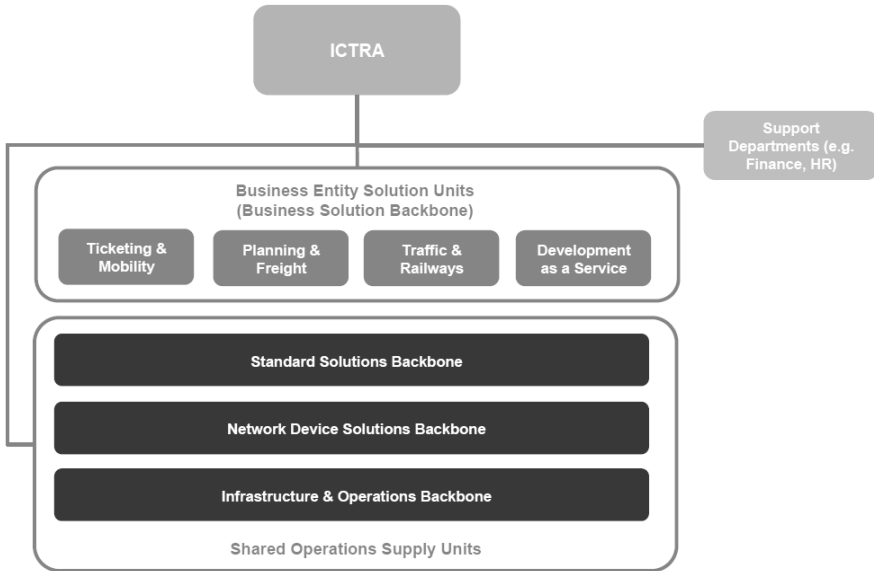 ICTRA
Support
Departments (e.g.
Finance, HR)
Business Entity Solution Units
(Business Solution Backbone)
Ticketing &
Mobility
Planning &
Freight
Traffic &
Railways
Development
as a Service
Standard Solutions Backbone
Network Device Solutions Backbone
Infrastructure & Operations Backbone
Shared Operations Supply Units